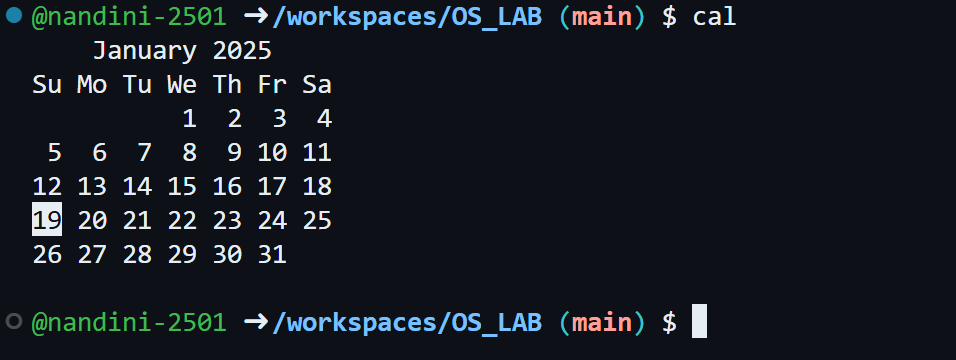 @nandini-2501 ➜/workspaces/OS_LAB (main) $ cal
    January 2025
Su Mo Tu We Th Fr Sa
          1  2  3  4
 5  6  7  8  9 10 11
12 13 14 15 16 17 18
19 20 21 22 23 24 25
26 27 28 29 30 31
@nandini-2501 ➜/workspaces/OS_LAB (main) $